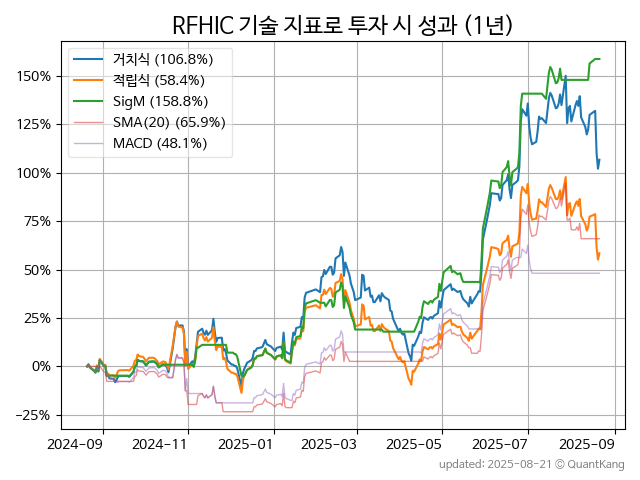 RFHIC 기술 지표로 투자 시 성과 (1년)
거치식 (106.8%)
적립식 (58.4%)
SigM (158.8%)
SMA(20) (65.9%)
MACD (48.1%)
150%
125%
100%
75%
50%
25%
0%
−25%
2024-09 2024-11 2025-01 2025-03 2025-05 2025-07 2025-09
updated: 2025-08-21 © QuantKang